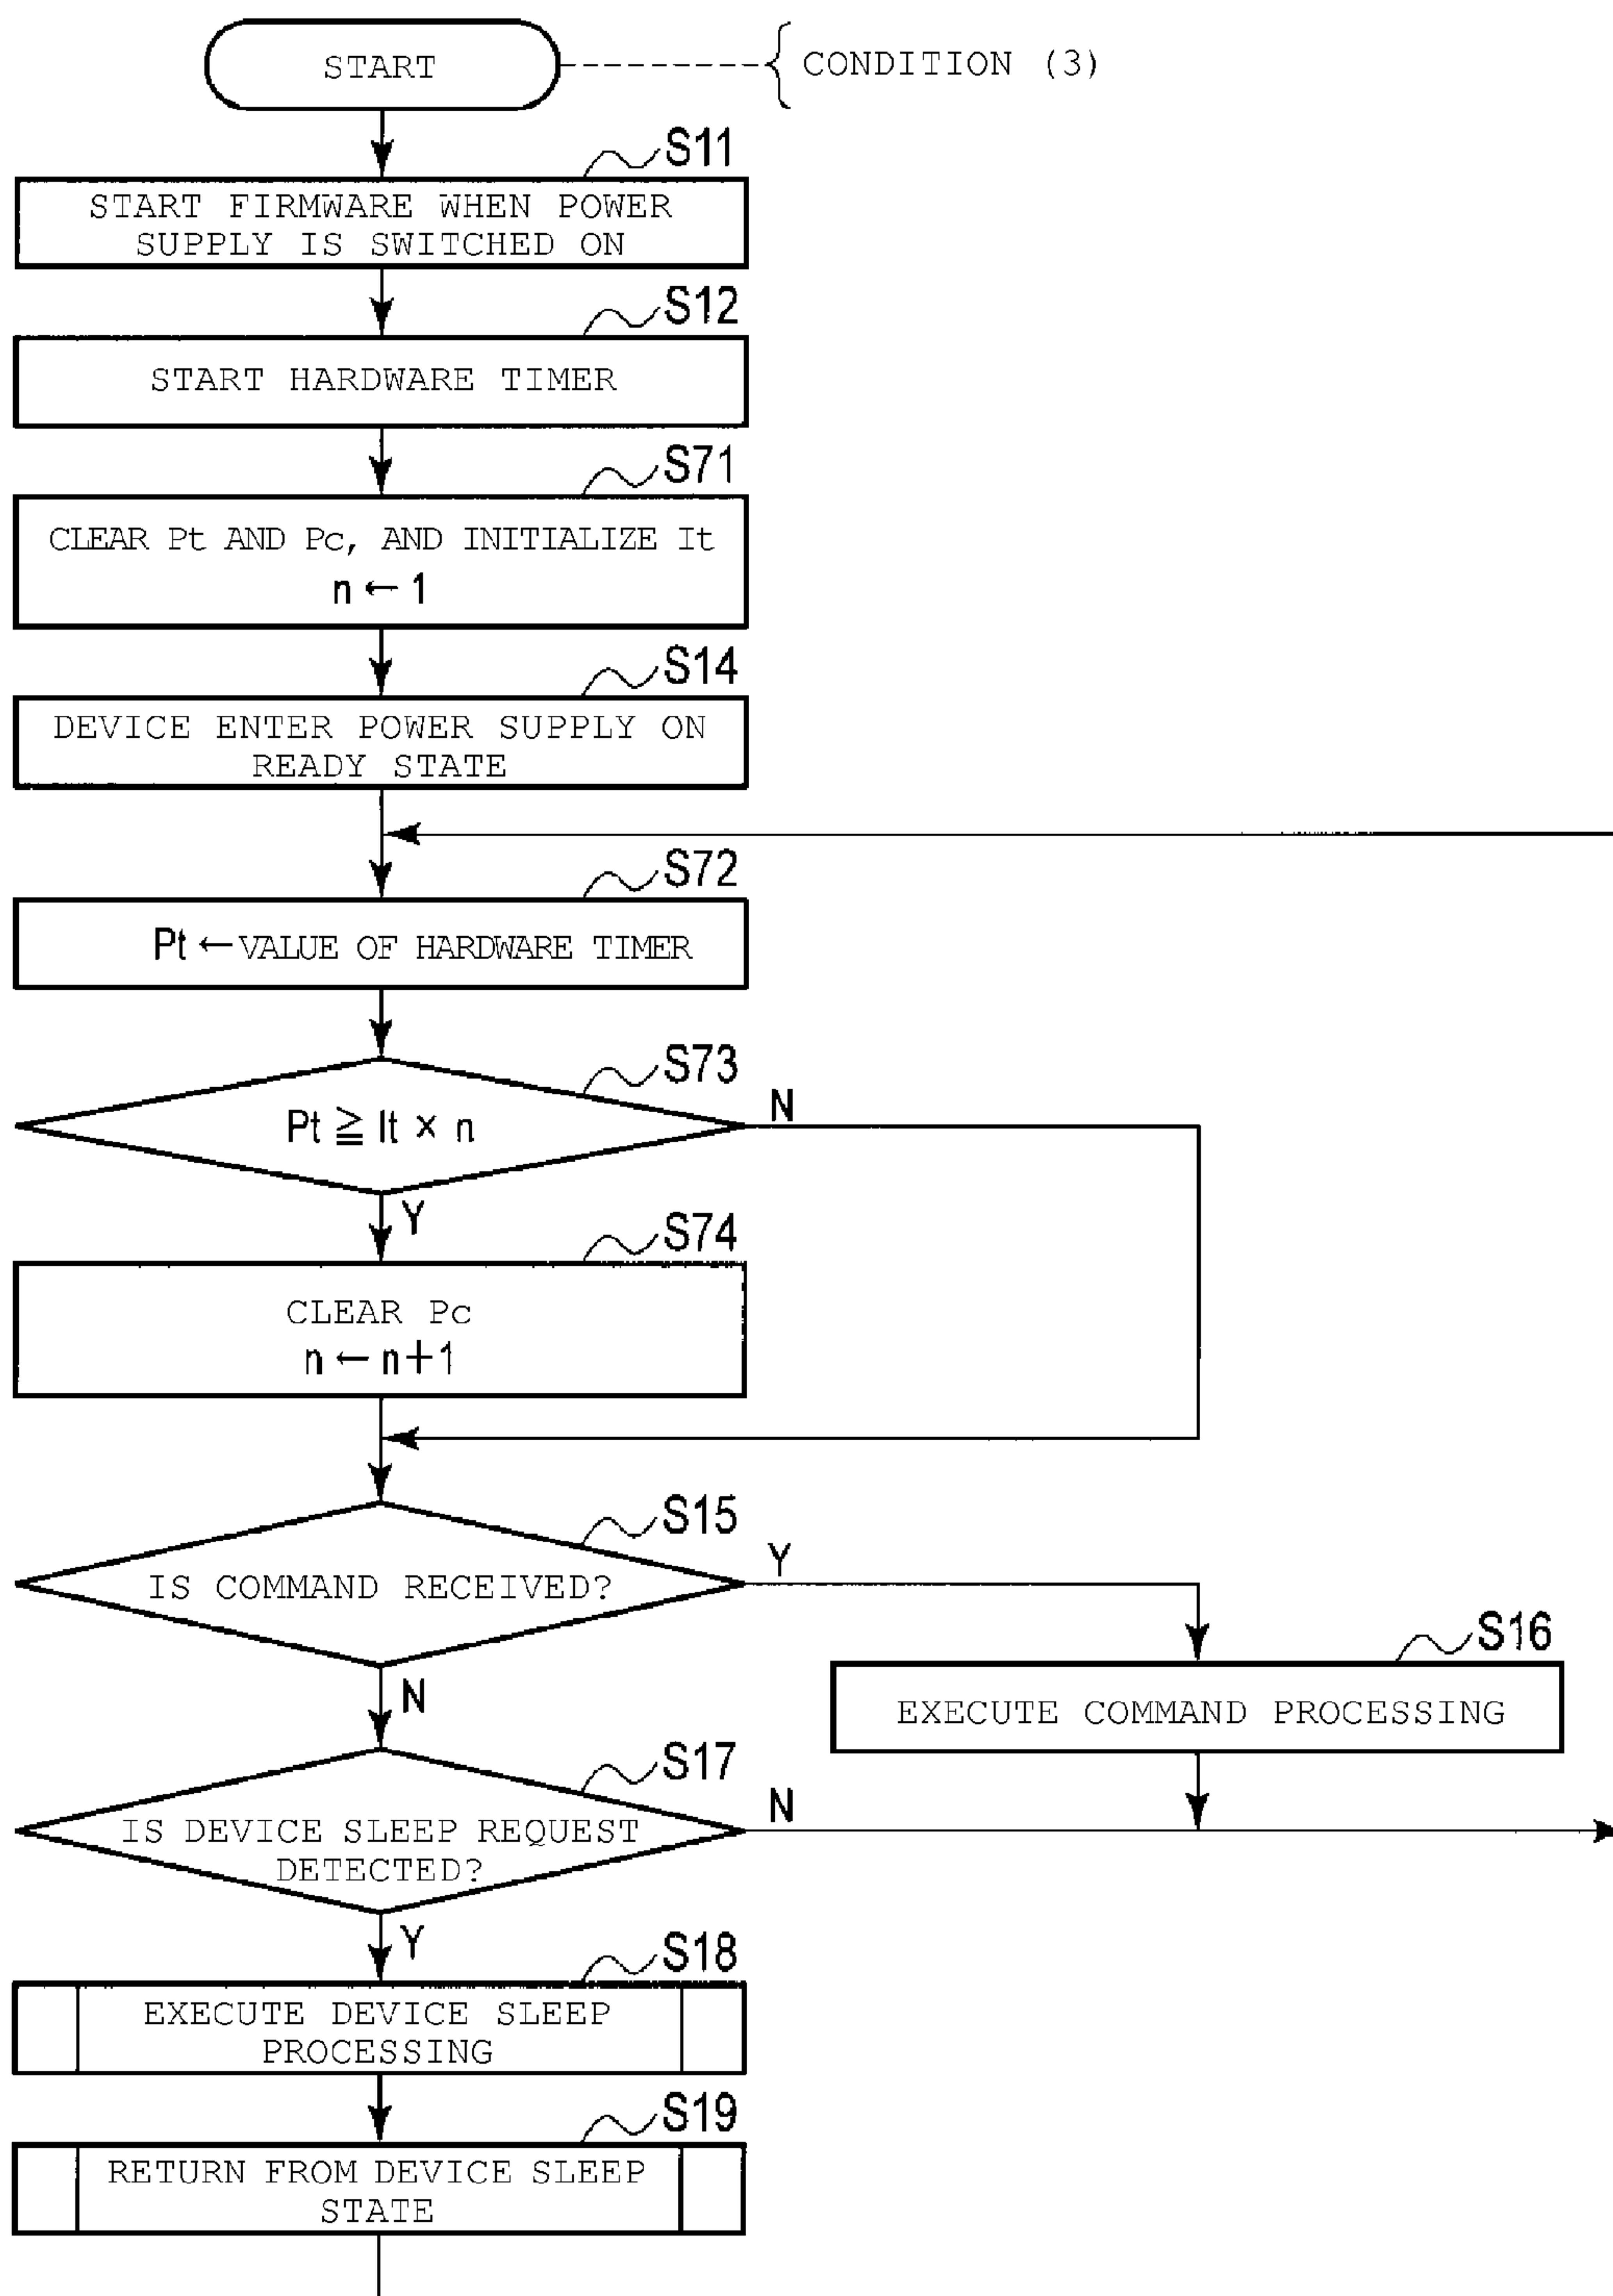 START
CONDITION (3)
S11
START FIRMWARE WHEN POWER
SUPPLY IS SWITCHED ON
S12
START HARDWARE TIMER
S71
CLEAR Pt AND Pc, AND INITIALIZE It
n ← 1
S14
DEVICE ENTER POWER SUPPLY ON
READY STATE
S72
Pt ← VALUE OF HARDWARE TIMER
S73
Pt ≧ It × n
N
Y
S74
CLEAR Pc
n ← n+1
S15
IS COMMAND RECEIVED?
Y
N
S16
EXECUTE COMMAND PROCESSING
S17
IS DEVICE SLEEP REQUEST
DETECTED?
N
Y
S18
EXECUTE DEVICE SLEEP
PROCESSING
S19
RETURN FROM DEVICE SLEEP
STATE